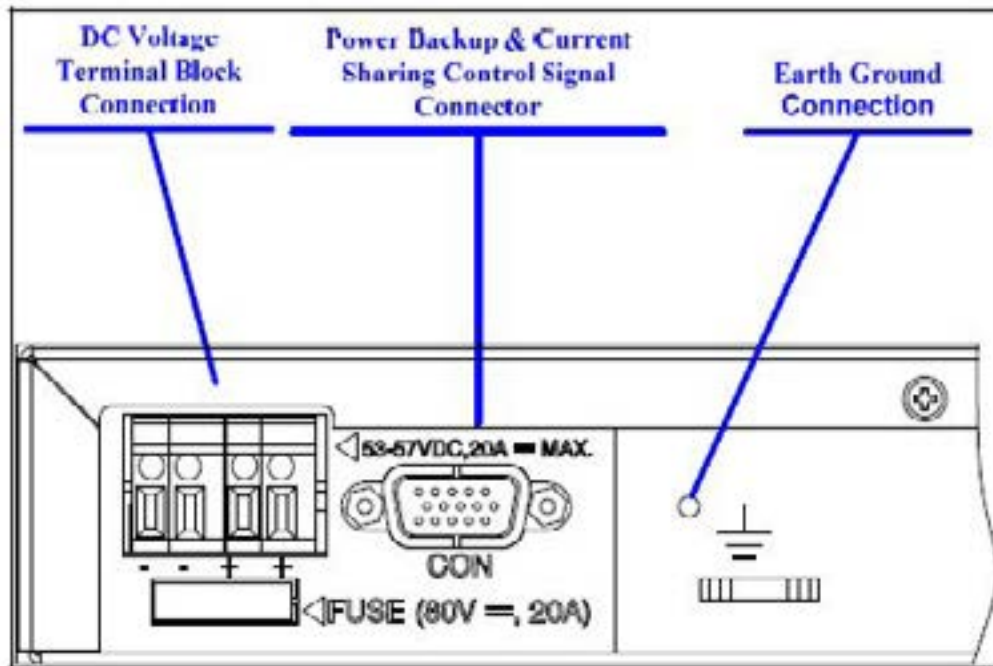 DC Voltage
Terminal Block
Connection
Power Backup & Current
Sharing Control Signal
Connector
Earth Ground
Connection
53-57VDC,20A ⎓ MAX.
CON
- - + +
FUSE (80V ⎓, 20A)